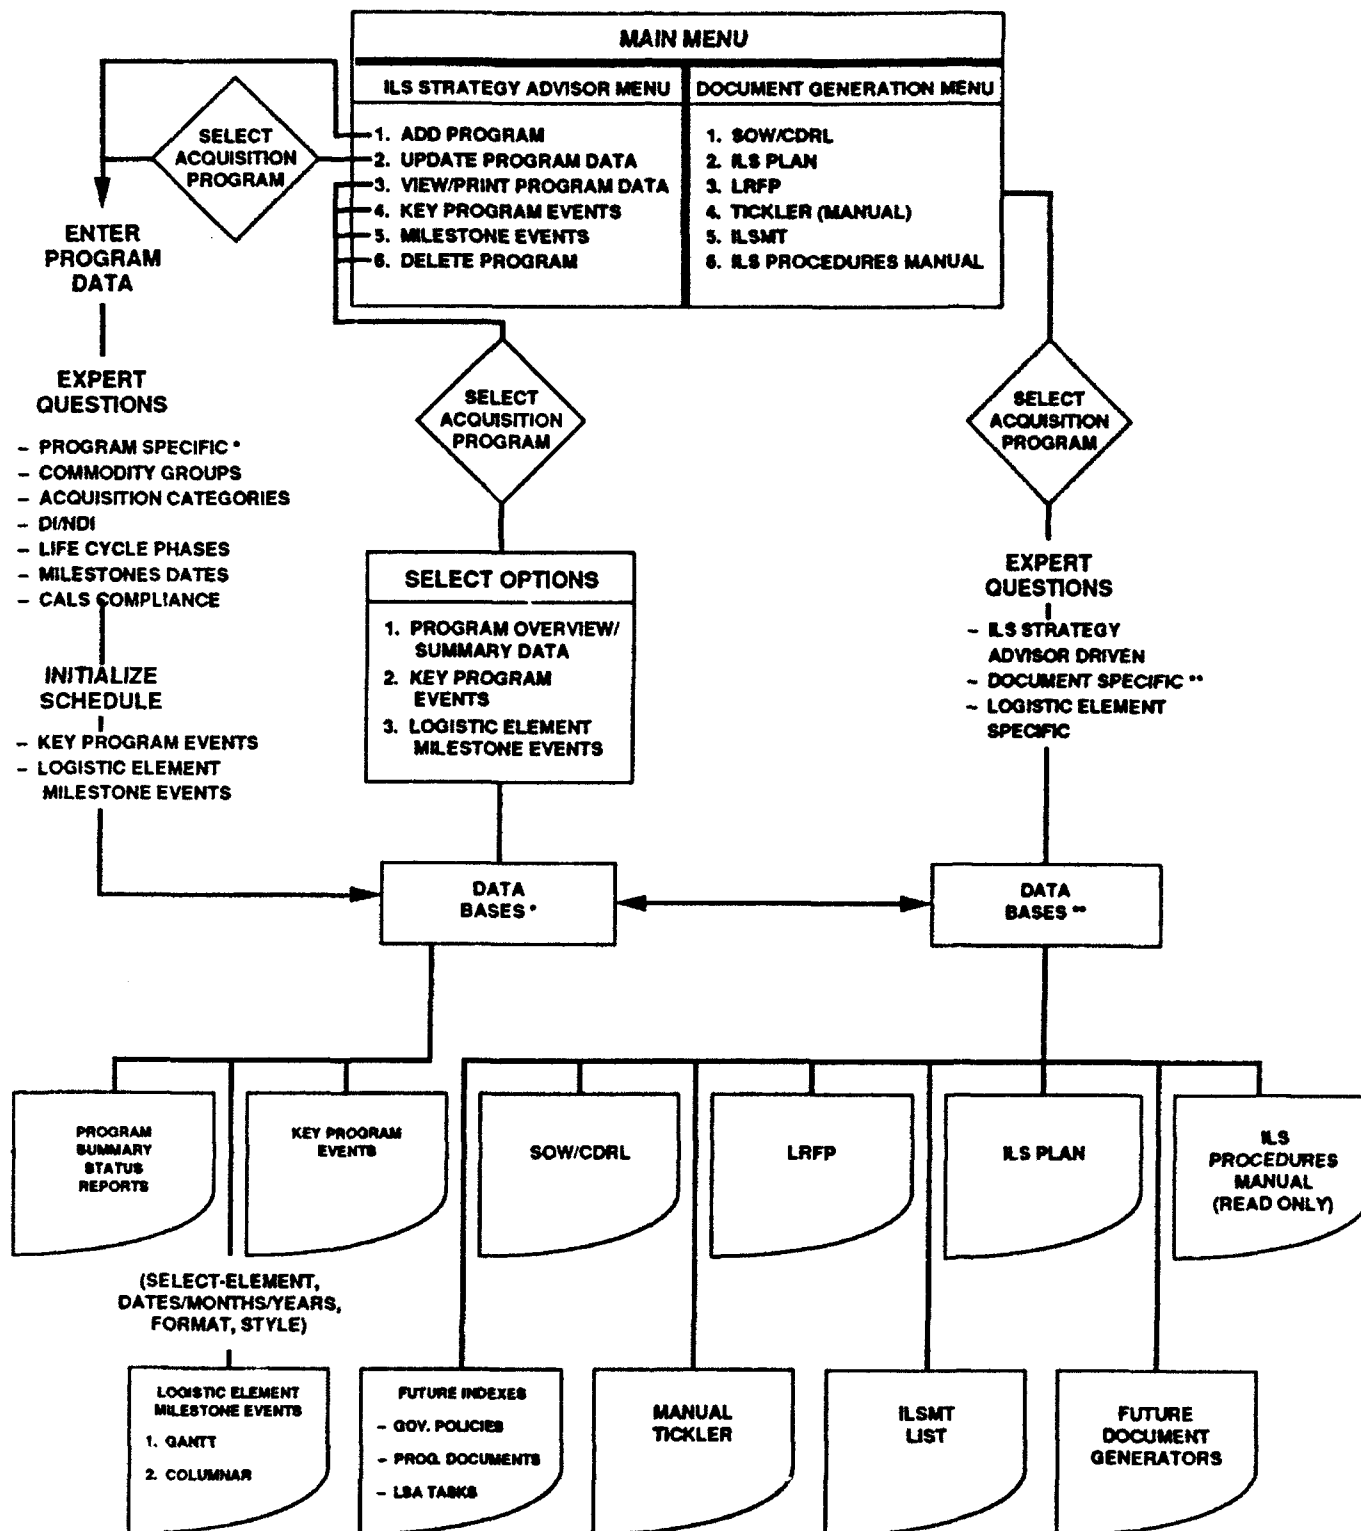 MAIN MENU
ILS STRATEGY ADVISOR MENU
1. ADD PROGRAM
2. UPDATE PROGRAM DATA
3. VIEW/PRINT PROGRAM DATA
4. KEY PROGRAM EVENTS
5. MILESTONE EVENTS
6. DELETE PROGRAM
DOCUMENT GENERATION MENU
1. SOW/CDRL
2. ILS PLAN
3. LRFP
4. TICKLER (MANUAL)
5. ILSMT
6. ILS PROCEDURES MANUAL
SELECT
ACQUISITION
PROGRAM
ENTER
PROGRAM
DATA
EXPERT
QUESTIONS
- PROGRAM SPECIFIC *
- COMMODITY GROUPS
- ACQUISITION CATEGORIES
- DI/NDI
- LIFE CYCLE PHASES
- MILESTONES DATES
- CALS COMPLIANCE
INITIALIZE
SCHEDULE
- KEY PROGRAM EVENTS
- LOGISTIC ELEMENT
MILESTONE EVENTS
SELECT
ACQUISITION
PROGRAM
SELECT OPTIONS
1. PROGRAM OVERVIEW/
SUMMARY DATA
2. KEY PROGRAM
EVENTS
3. LOGISTIC ELEMENT
MILESTONE EVENTS
SELECT
ACQUISITION
PROGRAM
EXPERT
QUESTIONS
- ILS STRATEGY
ADVISOR DRIVEN
- DOCUMENT SPECIFIC **
- LOGISTIC ELEMENT
SPECIFIC
DATA
BASES *
DATA
BASES **
PROGRAM
SUMMARY
STATUS
REPORTS
KEY PROGRAM
EVENTS
SOW/CDRL
LRFP
ILS PLAN
ILS
PROCEDURES
MANUAL
(READ ONLY)
(SELECT-ELEMENT,
DATES/MONTHS/YEARS,
FORMAT, STYLE)
LOGISTIC ELEMENT
MILESTONE EVENTS
1. GANTT
2. COLUMNAR
FUTURE INDEXES
- GOV. POLICIES
- PROG. DOCUMENTS
- LSA TASKS
MANUAL
TICKLER
ILSMT
LIST
FUTURE
DOCUMENT
GENERATORS